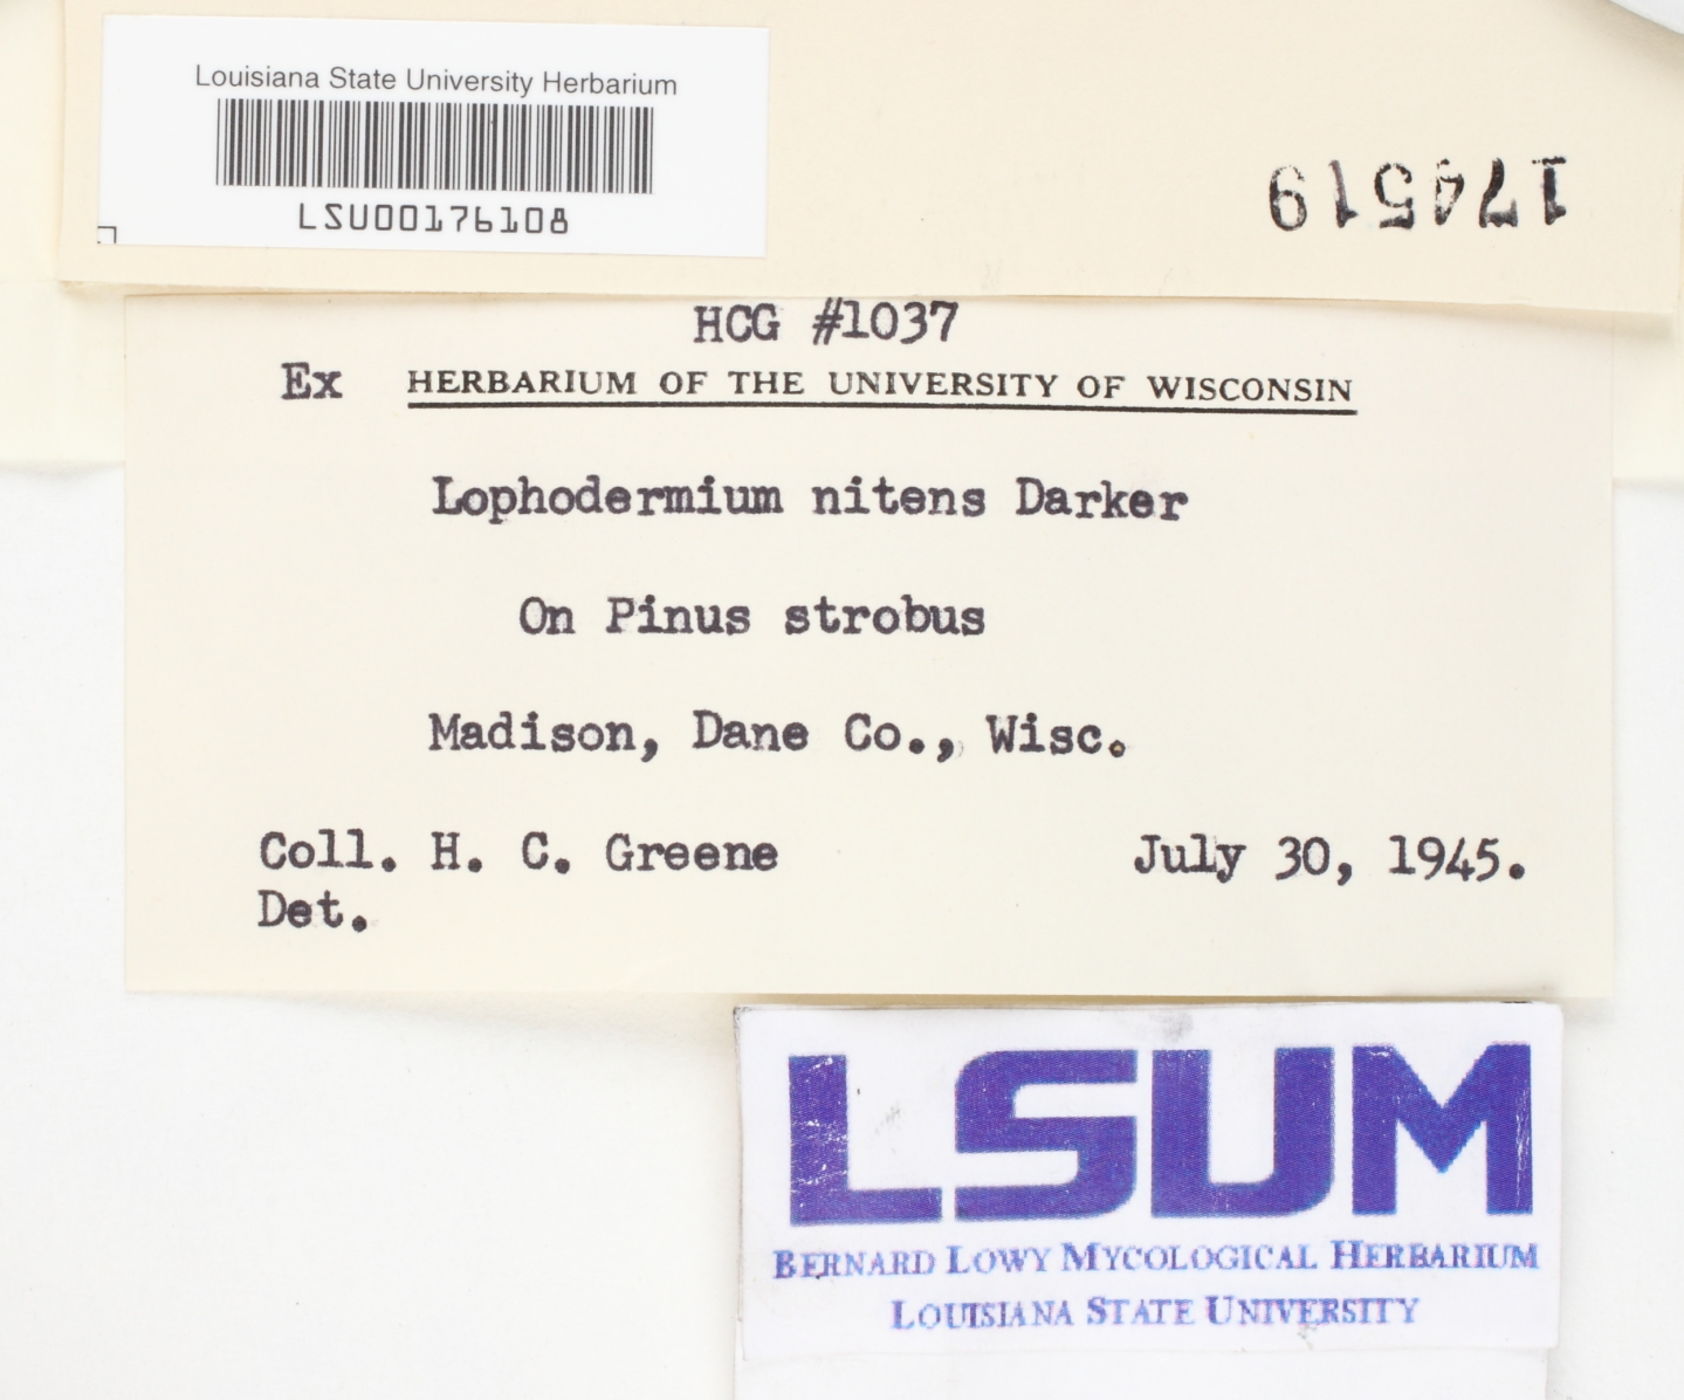 Louisiana State University Herbarium
LSU00176108
174519
HCG #1037
Ex HERBARIUM OF THE UNIVERSITY OF WISCONSIN
Lophodermium nitens Darker
On Pinus strobus
Madison, Dane Co., Wisc.
Coll. H. C. Greene July 30, 1945.
Det.
LSUM
BERNARD LOWY MYCOLOGICAL HERBARIUM
LOUISIANA STATE UNIVERSITY